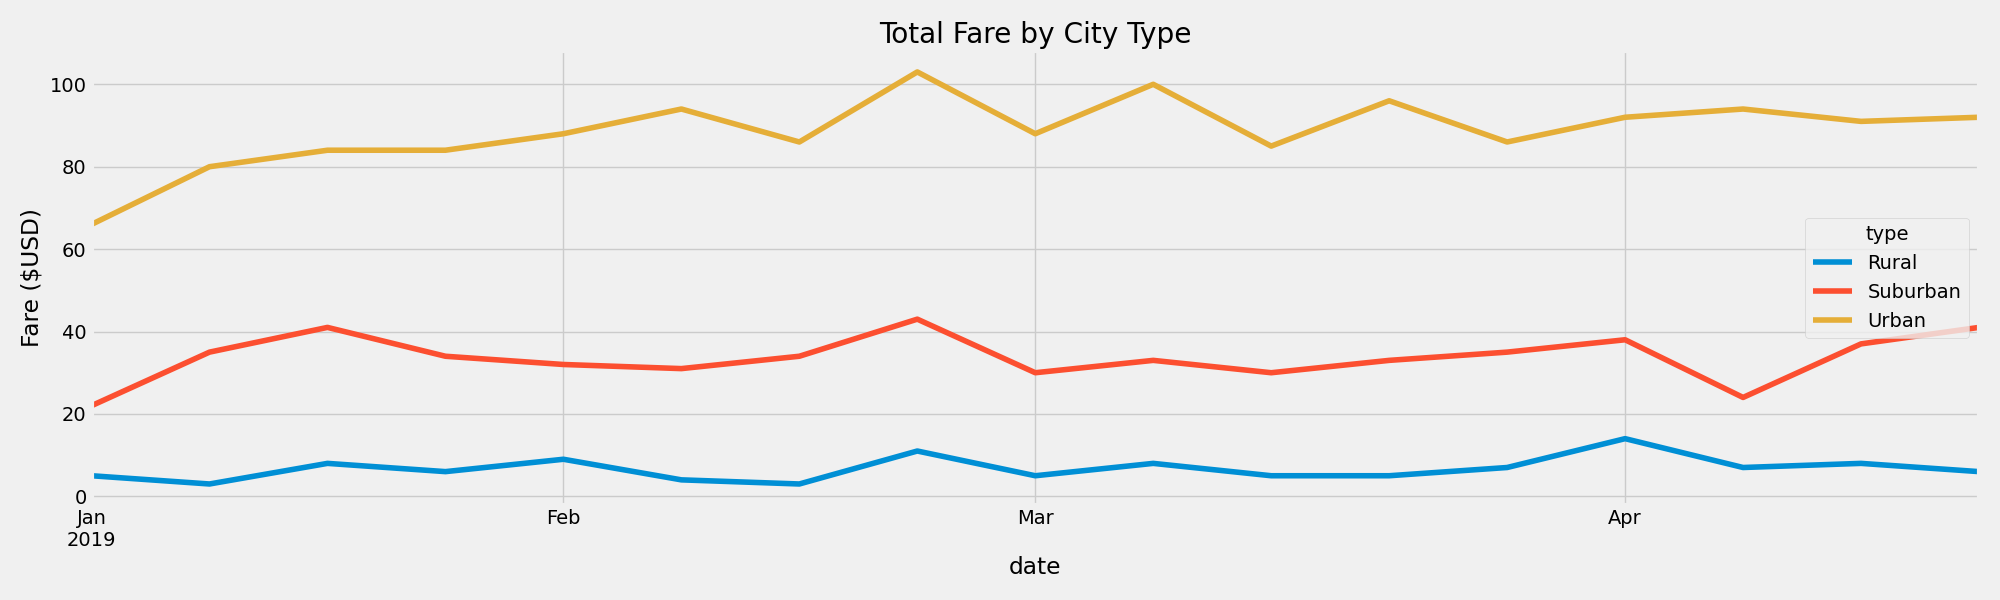 Total Fare by City Type
Fare ($USD)
100
80
60
40
20
0
type
Rural
Suburban
Urban
Jan
2019
Feb
Mar
Apr
date